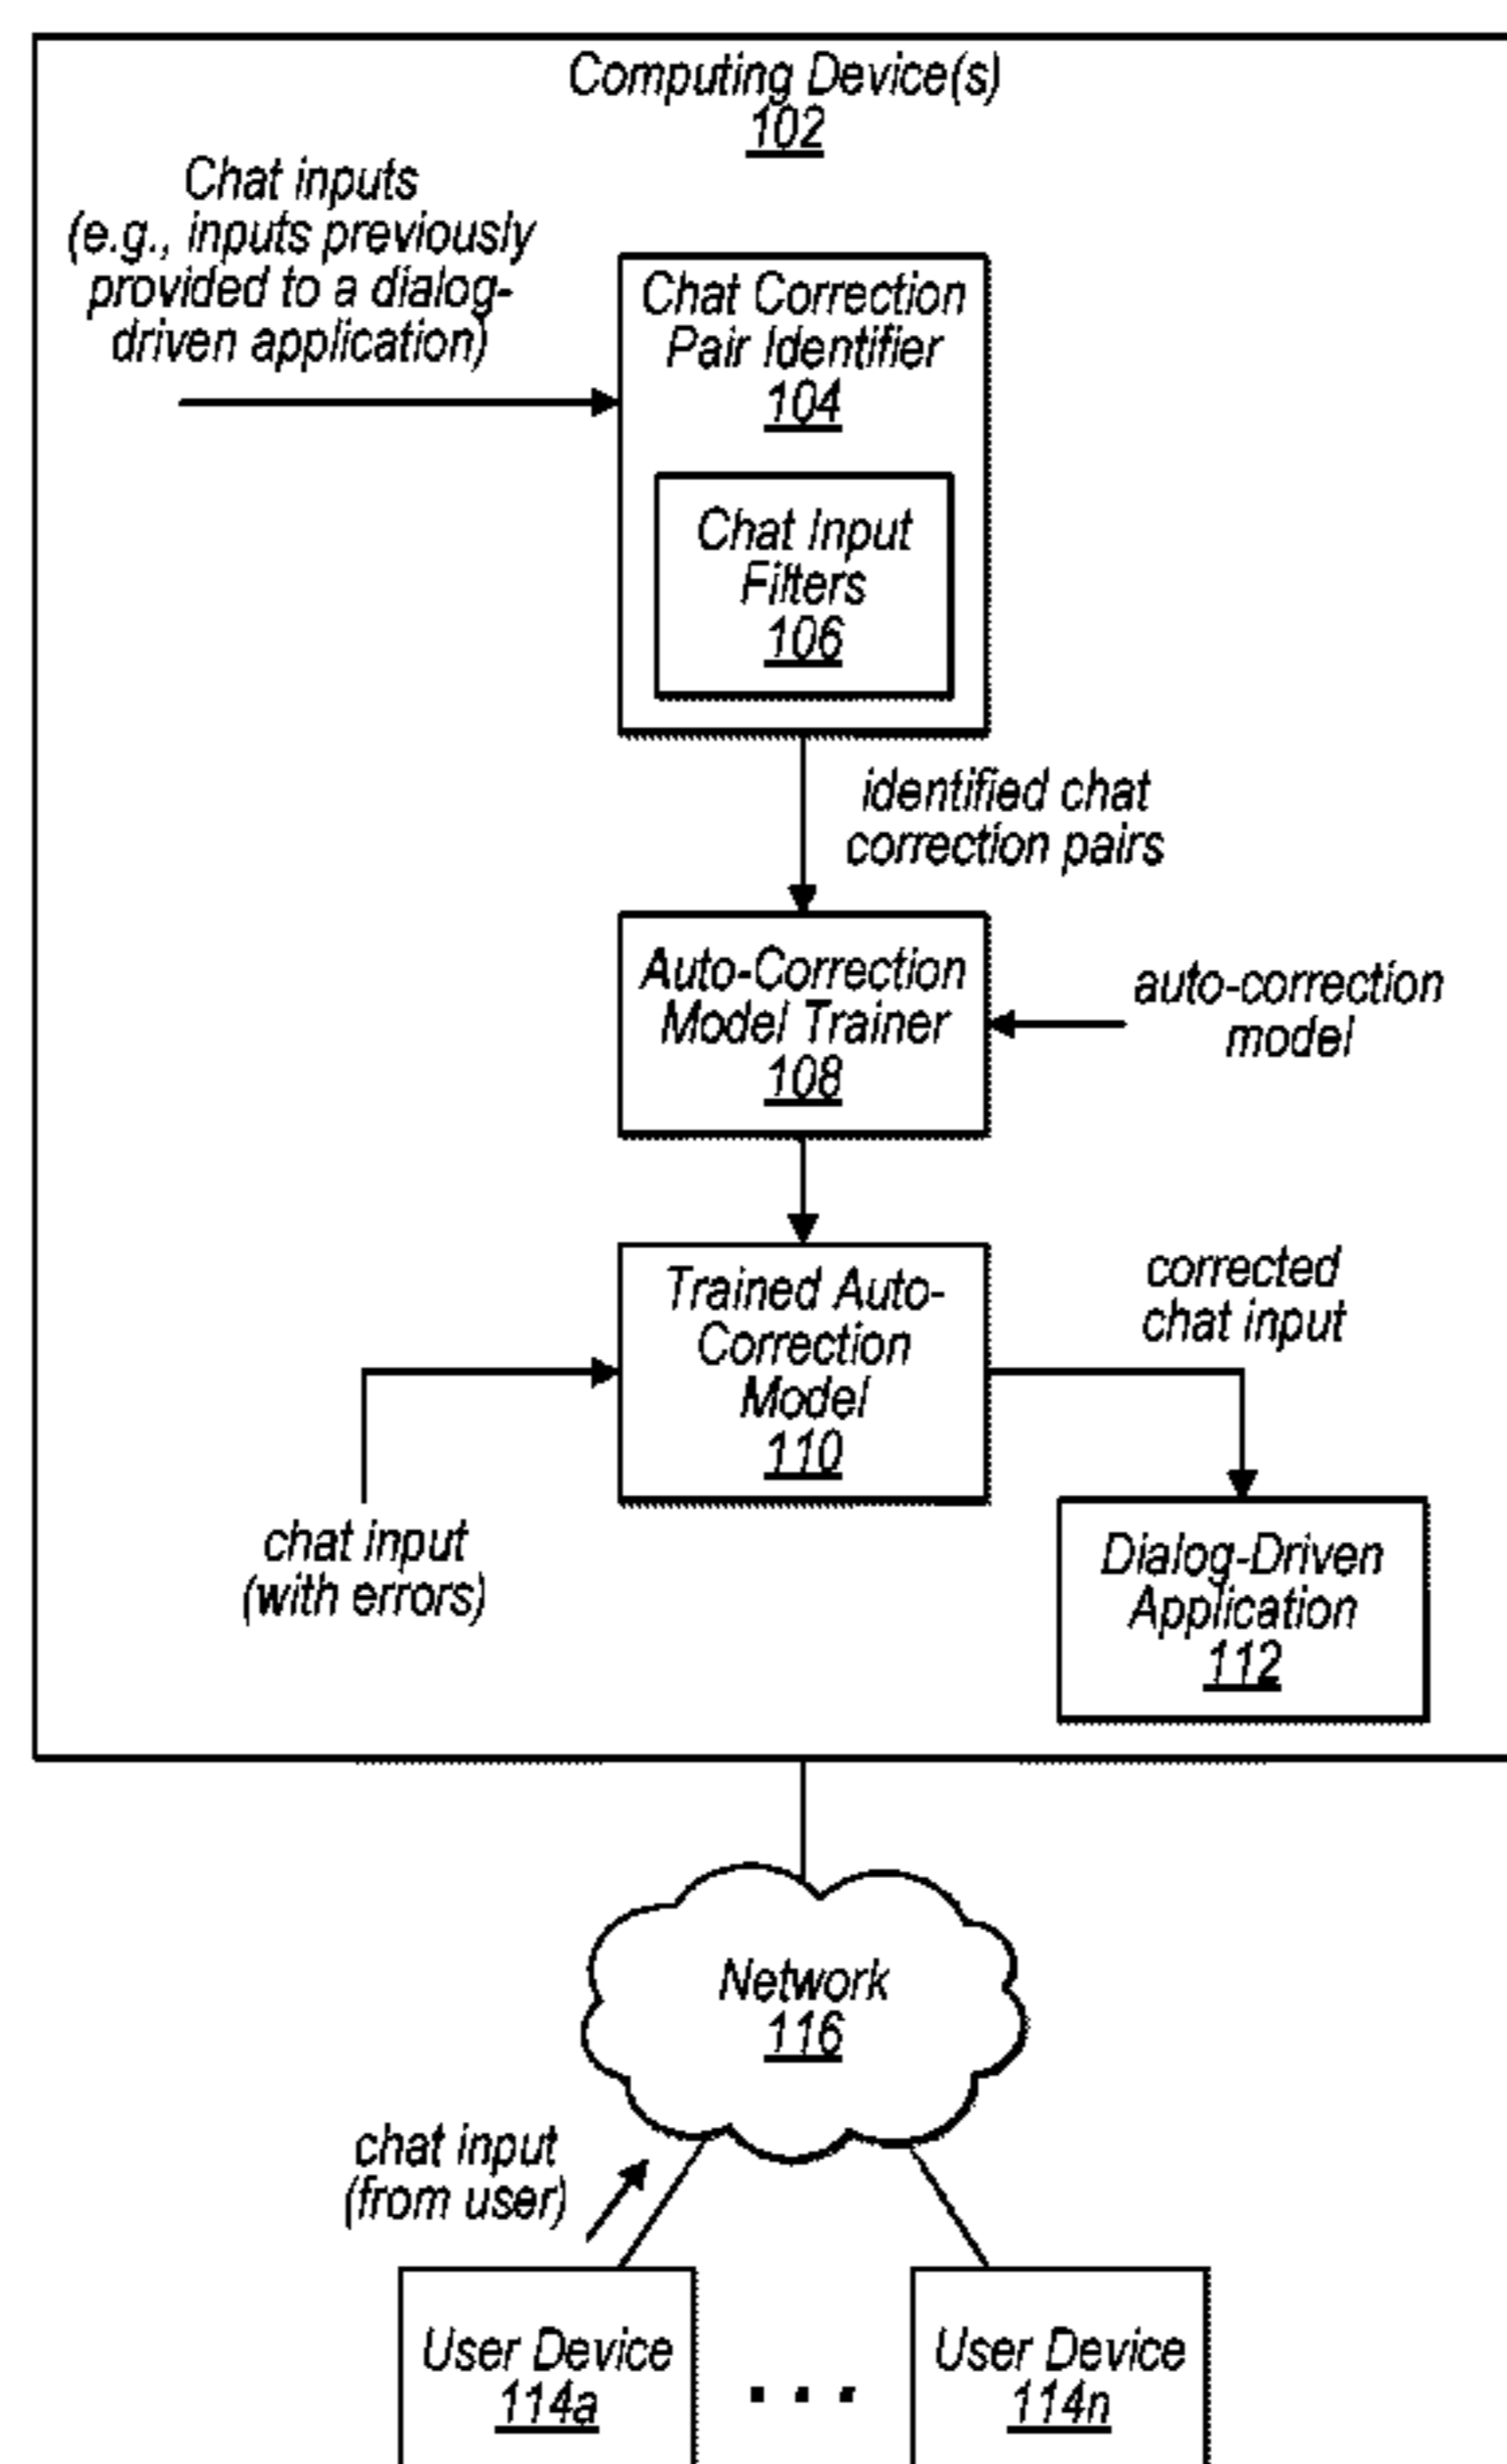 Computing Device(s)
102
Chat inputs
(e.g., inputs previously
provided to a dialog-
driven application)
Chat Correction
Pair Identifier
104
Chat Input
Filters
106
identified chat
correction pairs
Auto-Correction
Model Trainer
108
auto-correction
model
Trained Auto-
Correction
Model
110
corrected
chat input
chat input
(with errors)
Dialog-Driven
Application
112
Network
116
chat input
(from user)
User Device
114a
. . .
User Device
114n